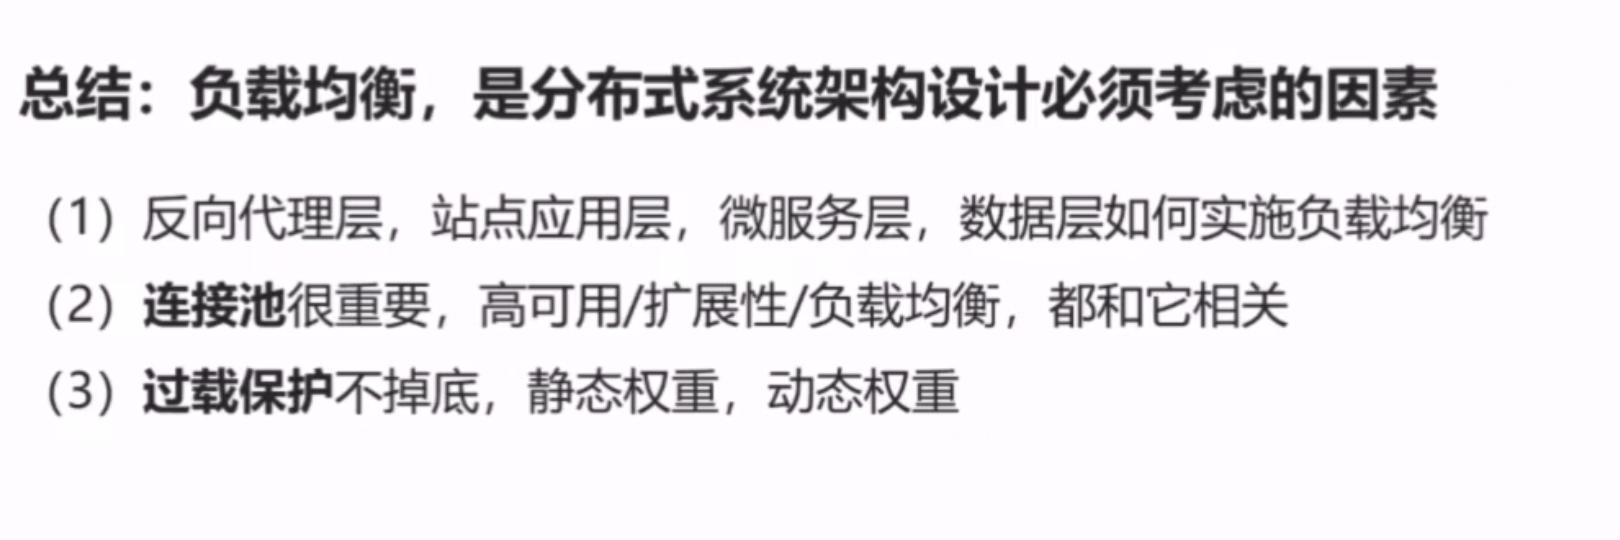 总结：负载均衡，是分布式系统架构设计必须考虑的因素
（1）反向代理层，站点应用层，微服务层，数据层如何实施负载均衡
（2）连接池很重要，高可用/扩展性/负载均衡，都和它相关
（3）过载保护不掉底，静态权重，动态权重